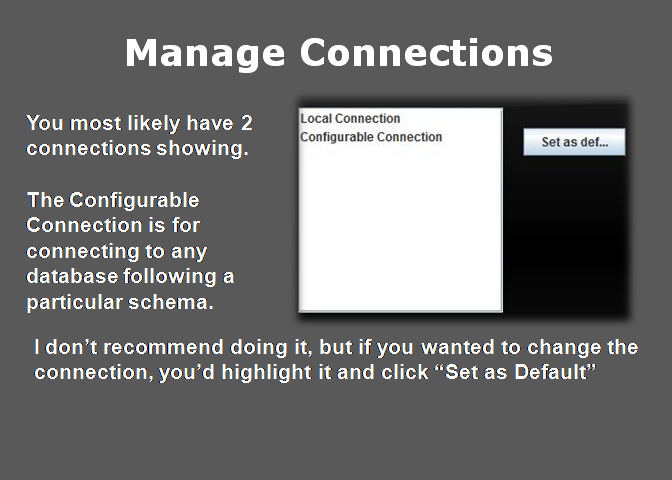 Manage Connections
You most likely have 2
connections showing.
Local Connection
Configurable Connection
Set as def...
The Configurable
Connection is for
connecting to any
database following a
particular schema.
I don’t recommend doing it, but if you wanted to change the
connection, you’d highlight it and click “Set as Default”